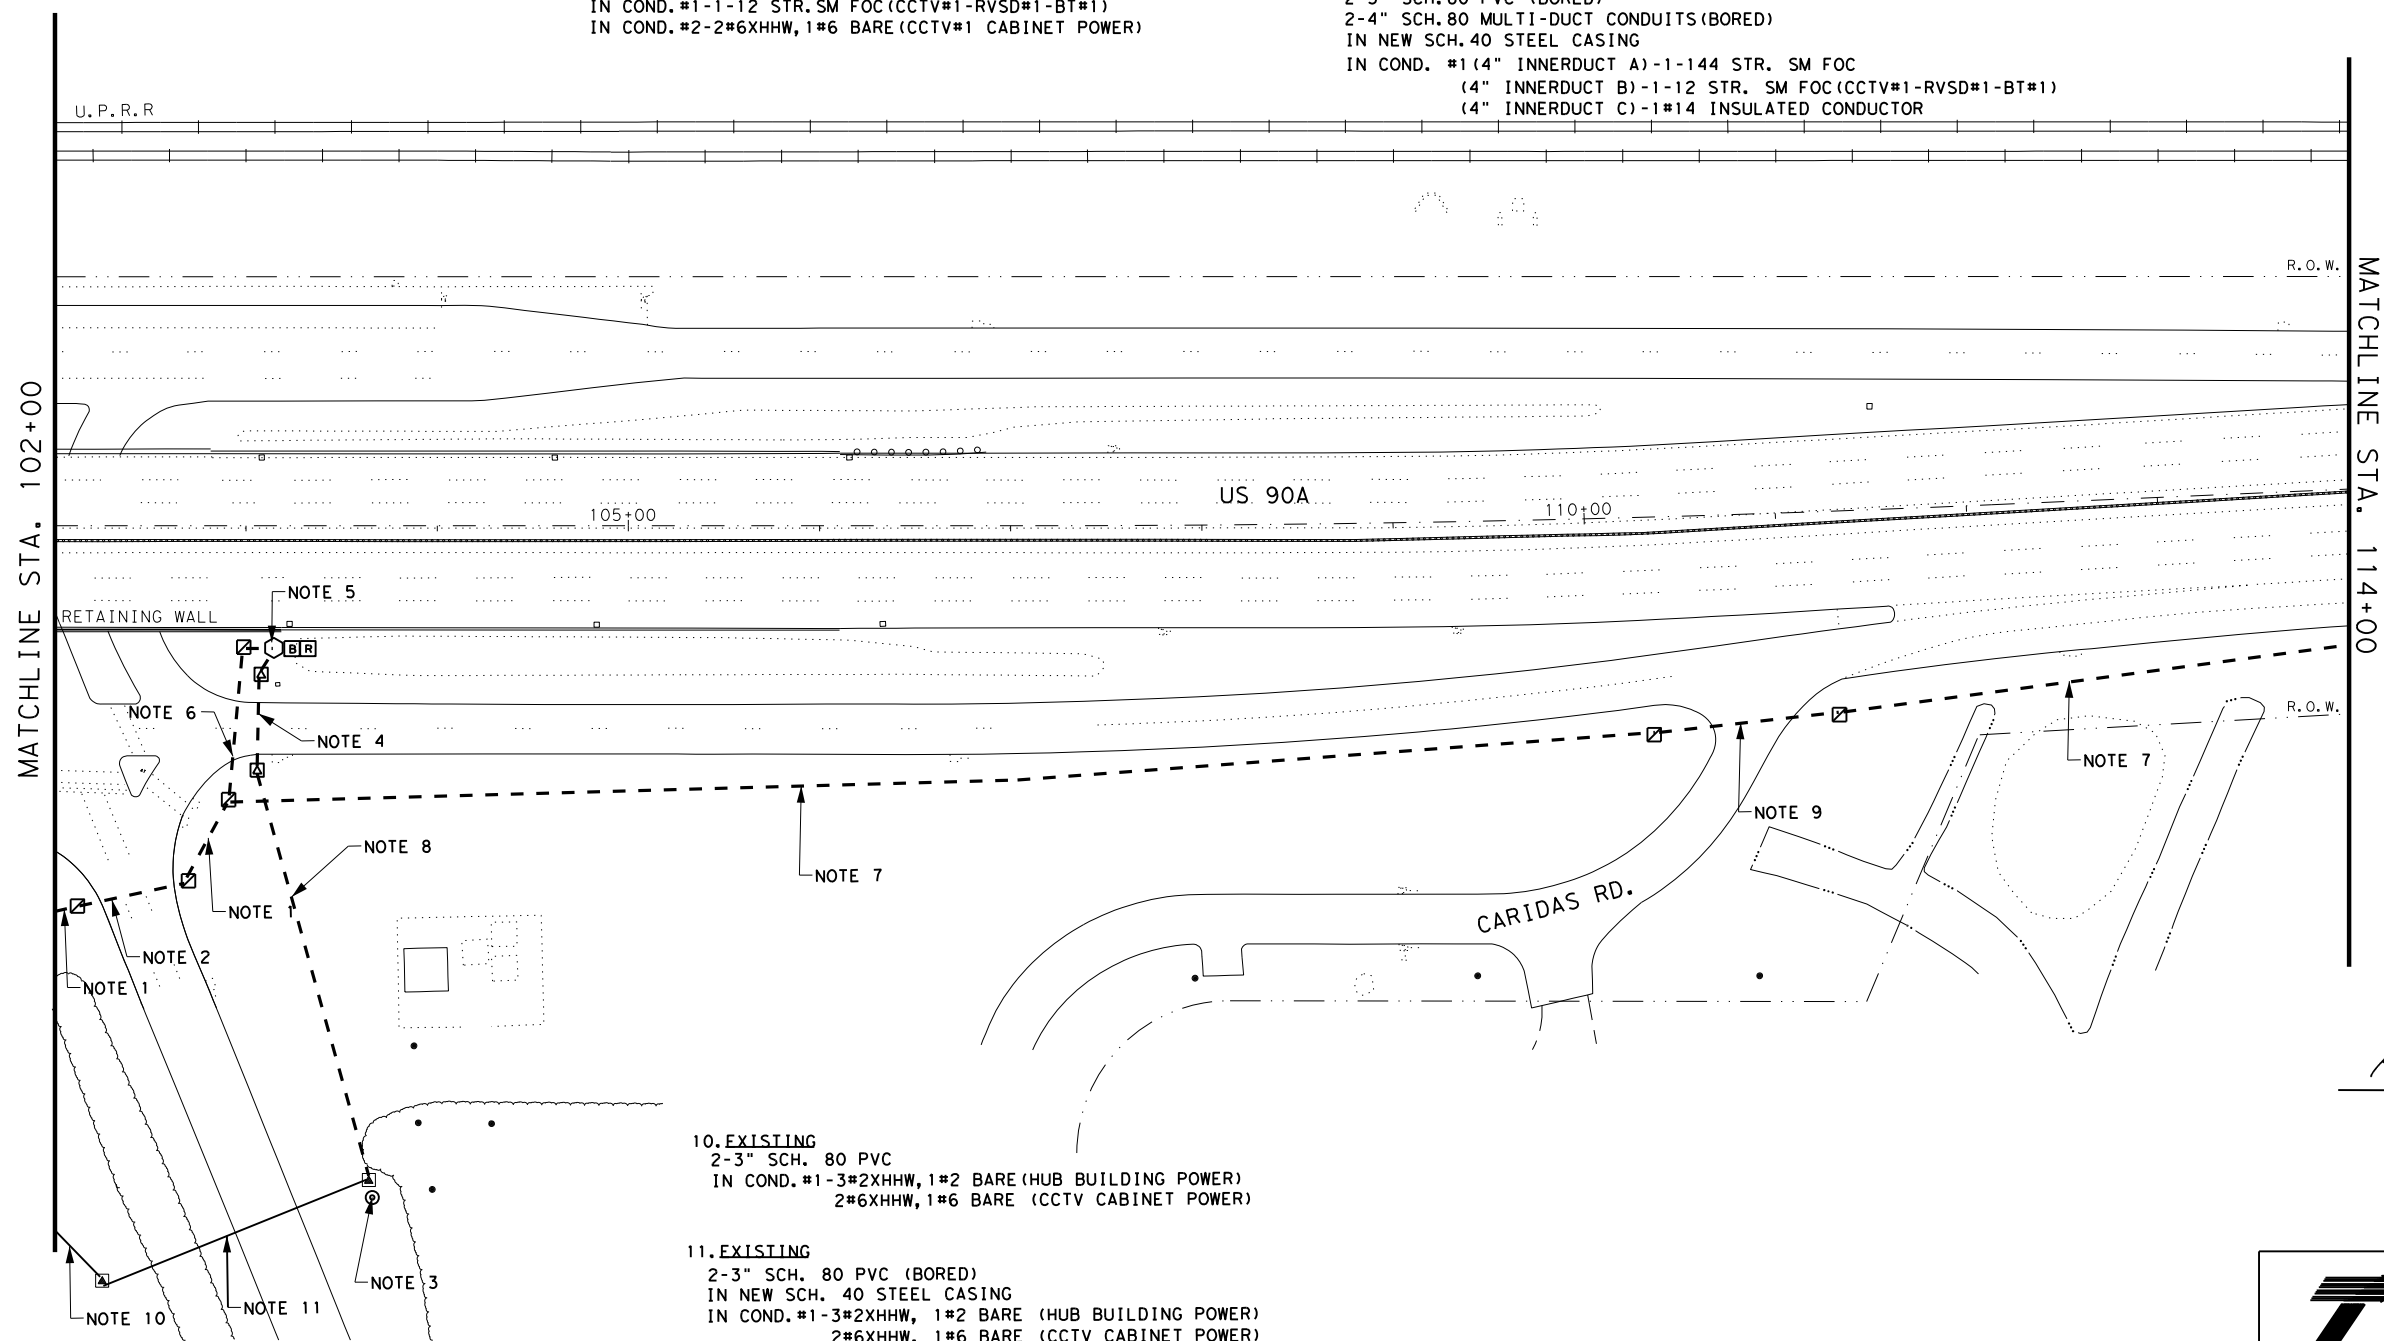 IN COND.#1-1-12 STR.SM FOC(CCTV#1-RVSD#1-BT#1)
IN COND.#2-2#6XHHW,1#6 BARE(CCTV#1 CABINET POWER)
2-4" SCH.80 MULTI-DUCT CONDUITS(BORED)
IN NEW SCH.40 STEEL CASING
IN COND. #1(4" INNERDUCT A)-1-144 STR. SM FOC
(4" INNERDUCT B)-1-12 STR. SM FOC(CCTV#1-RVSD#1-BT#1)
(4" INNERDUCT C)-1#14 INSULATED CONDUCTOR
U.P.R.R
R.O.W.
MATCHLINE STA. 102+00
MATCHLINE STA. 114+00
US 90A
105+00
110+00
NOTE 5
RETAINING WALL
B R
NOTE 6
NOTE 4
R.O.W.
NOTE 7
NOTE 9
NOTE 8
NOTE 7
NOTE 1
CARIDAS RD.
NOTE 2
NOTE 1
10.EXISTING
2-3" SCH. 80 PVC
IN COND.#1-3#2XHHW,1#2 BARE(HUB BUILDING POWER)
2#6XHHW,1#6 BARE (CCTV CABINET POWER)
11.EXISTING
2-3" SCH. 80 PVC (BORED)
IN NEW SCH. 40 STEEL CASING
IN COND.#1-3#2XHHW, 1#2 BARE (HUB BUILDING POWER)
2#6XHHW, 1#6 BARE (CCTV CABINET POWER)
NOTE 3
NOTE 11
NOTE 10